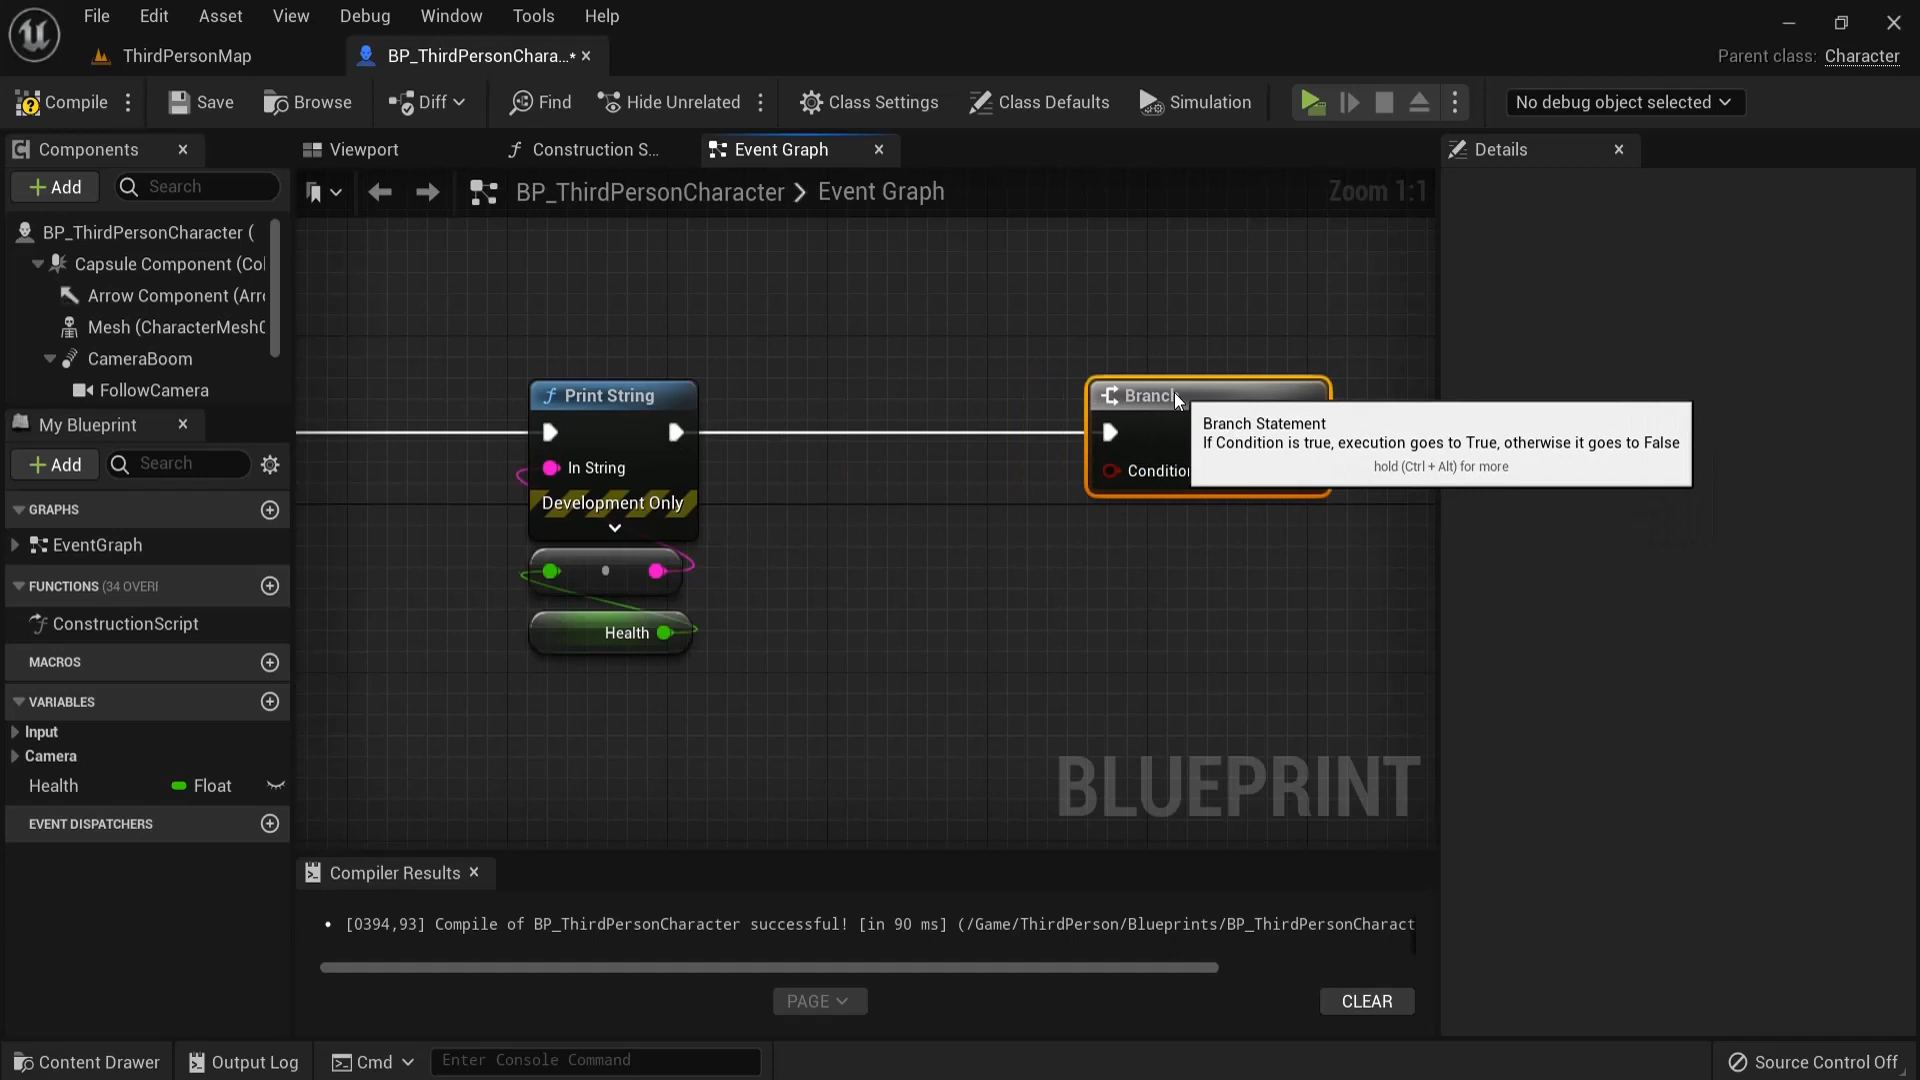 File Edit Asset View Debug Window Tools Help
ThirdPersonMap
BP_ThirdPersonChara...*
Parent class: Character
Compile
Save
Browse
Diff
Find
Hide Unrelated
Class Settings
Class Defaults
Simulation
No debug object selected
Components
Viewport
Construction S...
Event Graph
Details
Add
Search
BP_ThirdPersonCharacter > Event Graph
Zoom 1:1
BP_ThirdPersonCharacter (
Capsule Component (Col
Arrow Component (Arro
Mesh (CharacterMesh0
CameraBoom
FollowCamera
My Blueprint
Add
Search
GRAPHS
EventGraph
FUNCTIONS (34 OVERI
ConstructionScript
MACROS
VARIABLES
Input
Camera
Health Float
EVENT DISPATCHERS
f Print String
In String
Development Only
Health
Branch
Condition
Branch Statement
If Condition is true, execution goes to True, otherwise it goes to False
hold (Ctrl + Alt) for more
BLUEPRINT
Compiler Results
• [0394,93] Compile of BP_ThirdPersonCharacter successful! [in 90 ms] (/Game/ThirdPerson/Blueprints/BP_ThirdPersonCharact
PAGE
CLEAR
Content Drawer
Output Log
Cmd
Enter Console Command
Source Control Off